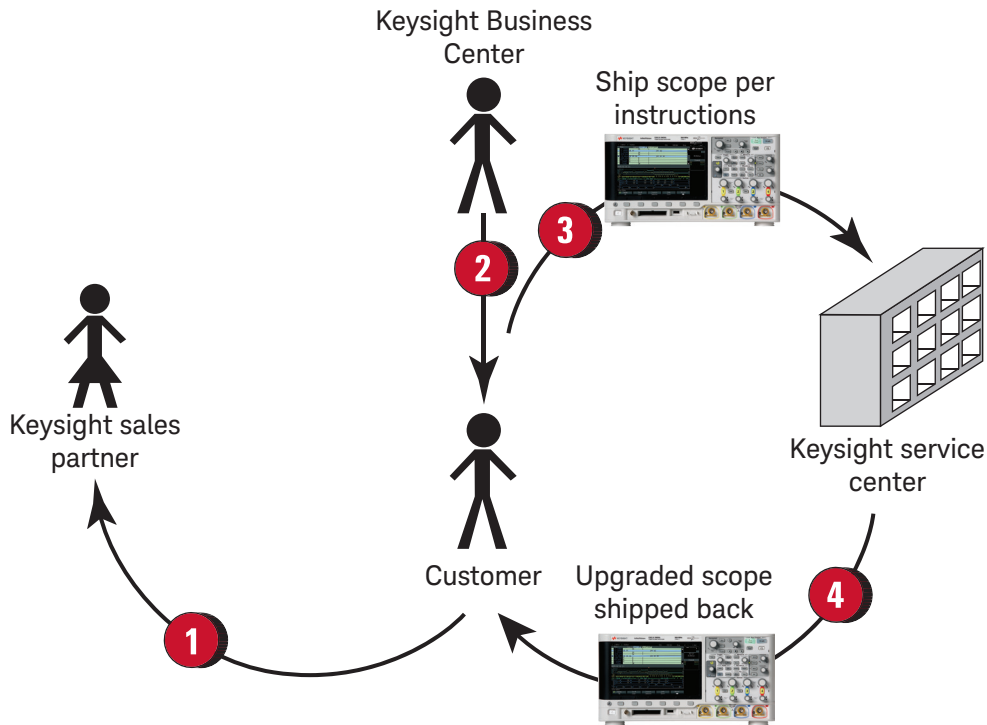 Keysight Business
Center
Ship scope per
instructions
3
2
Keysight sales
partner
Keysight service
center
Customer
Upgraded scope
shipped back
4
1